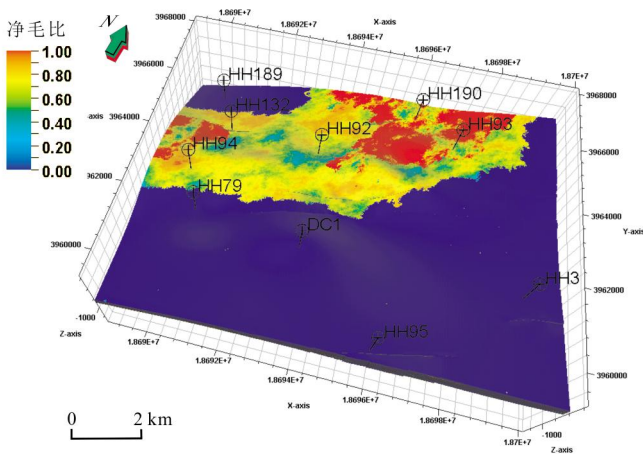 净毛比
N
1.00
0.80
0.60
0.40
0.20
0.00
3968000
3966000
3964000
3962000
3960000
axis
-1000
Z-axis
1.869E+7
1.8692E+7
X-axis
1.8694E+7
1.8696E+7
1.8698E+7
1.87E+7
3968000
3966000
Y-axis
3964000
3962000
3960000
-1000
Z-axis
HH189
HH132
HH190
HH92
HH93
HH94
HH79
DC1
HH3
HH95
1.869E+7
1.8692E+7
1.8694E+7
X-axis
1.8696E+7
1.8698E+7
1.87E+7
0 2 km